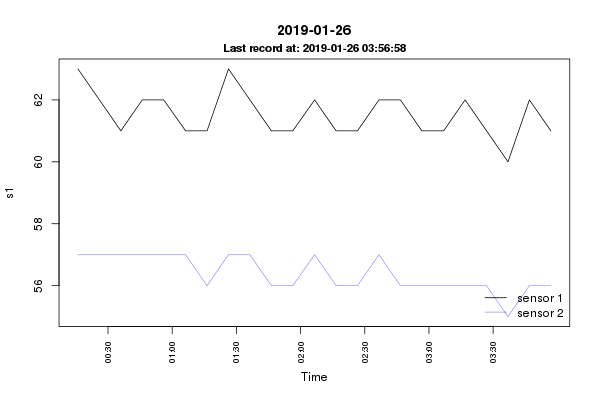 2019-01-26
Last record at: 2019-01-26 03:56:58
s1
62
60
58
56
sensor 1
sensor 2
00:30 01:00 01:30 02:00 02:30 03:00 03:30
Time